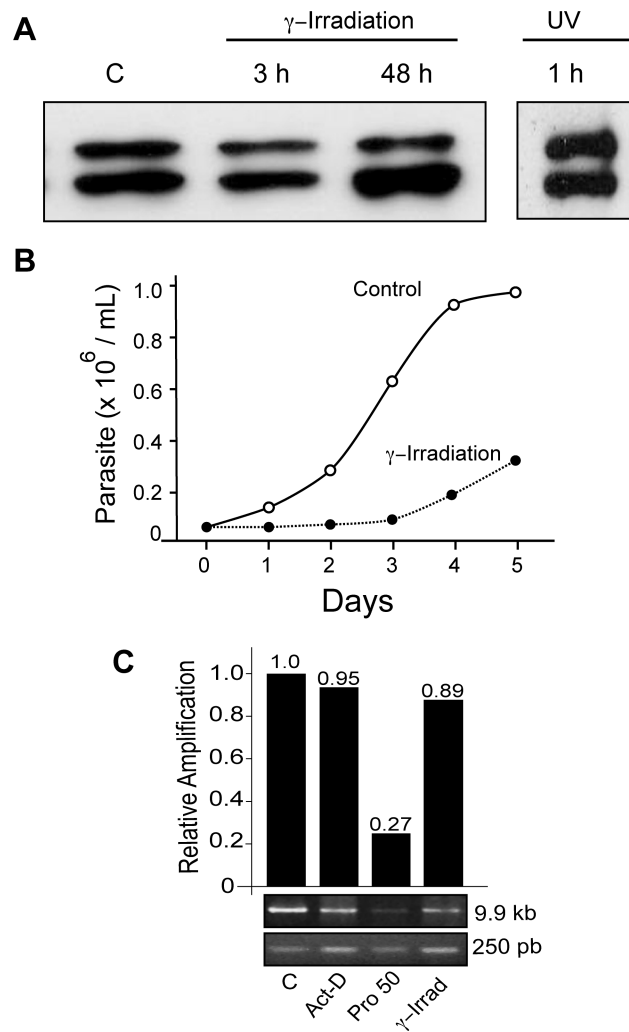 A
γ–Irradiation
UV
C
3 h
48 h
1 h
B
Parasite (x 10⁶ / mL)
1.0
0.8
0.6
0.4
0.2
0
Control
γ–Irradiation
0
1
2
3
4
5
Days
C
Relative Amplification
1.0
0.8
0.6
0.4
0.2
0
1.0
0.95
0.27
0.89
9.9 kb
250 pb
C
Act-D
Pro 50
γ–Irrad